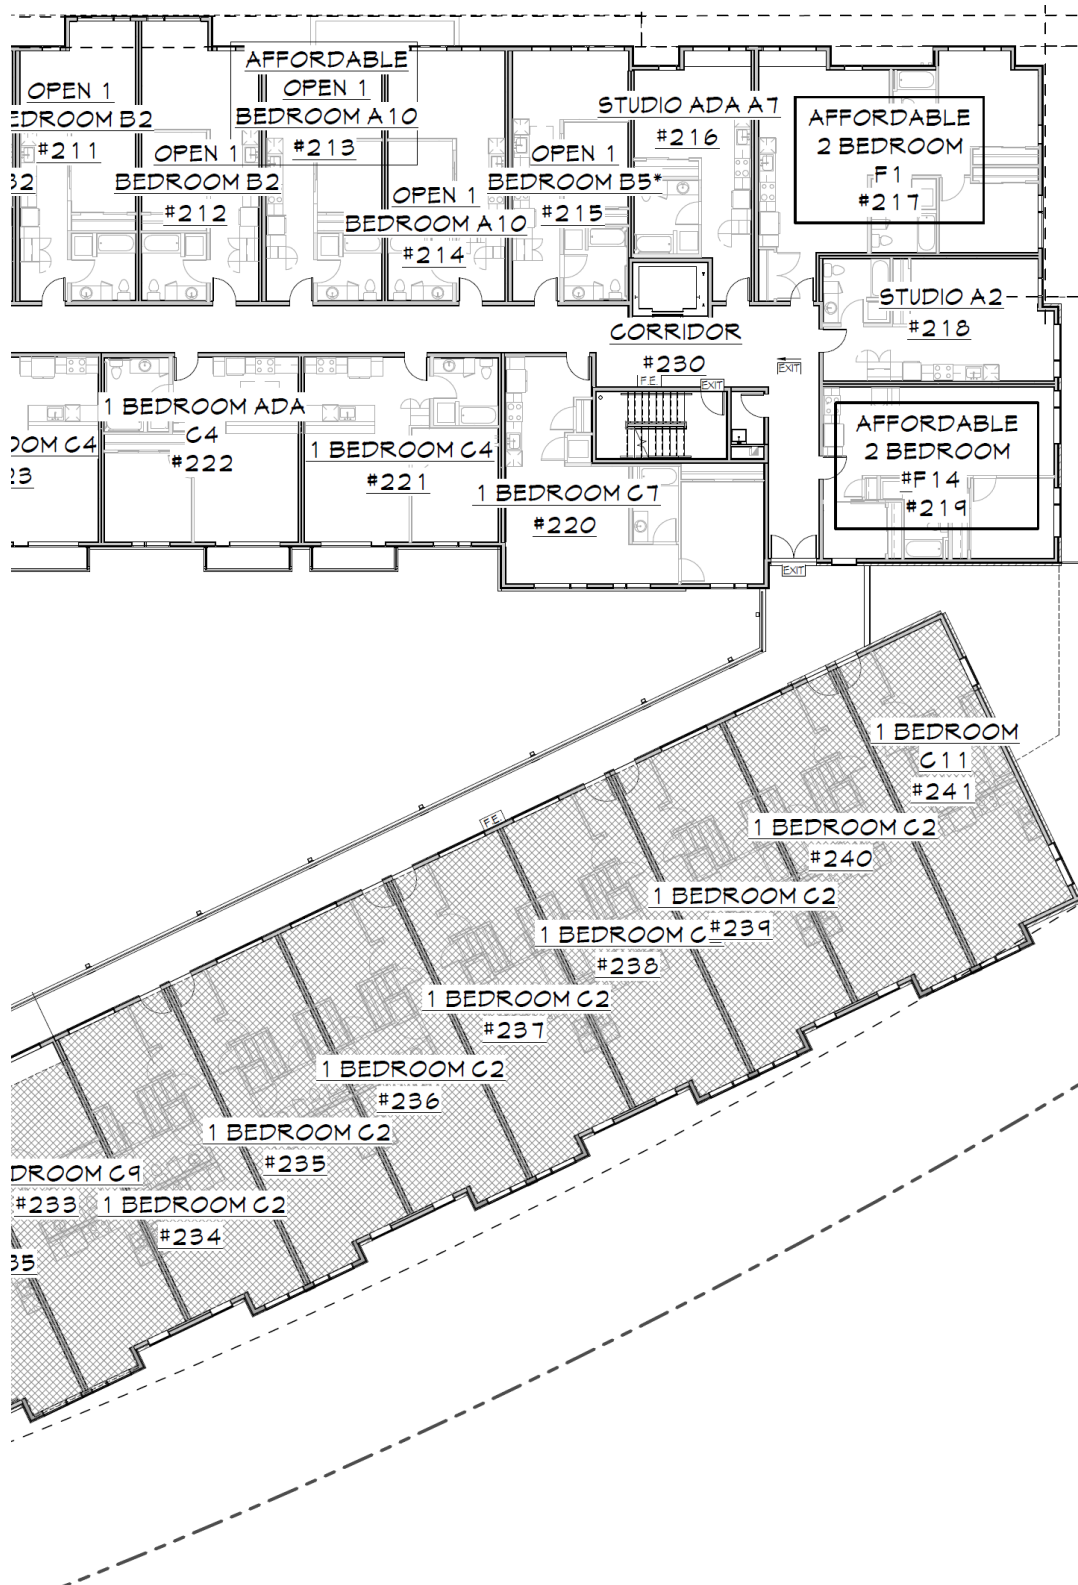 OPEN 1
EDROOM B2
#211
B2
OPEN 1
BEDROOM B2
#212
AFFORDABLE
OPEN 1
BEDROOM A10
#213
OPEN 1
BEDROOM A10
#214
OPEN 1
BEDROOM B5*
#215
STUDIO ADA A7
#216
AFFORDABLE
2 BEDROOM
F1
#217
STUDIO A2
#218
CORRIDOR
#230
F.E.
EXIT
EXIT
AFFORDABLE
2 BEDROOM
#F14
#219
OOM C4
23
1 BEDROOM ADA
C4
#222
1 BEDROOM C4
#221
1 BEDROOM C7
#220
EXIT
1 BEDROOM
C11
#241
1 BEDROOM C2
#240
1 BEDROOM C2
#239
1 BEDROOM C
#238
F.E.
1 BEDROOM C2
#237
1 BEDROOM C2
#236
1 BEDROOM C2
#235
DROOM C9
#233
1 BEDROOM C2
#234
35